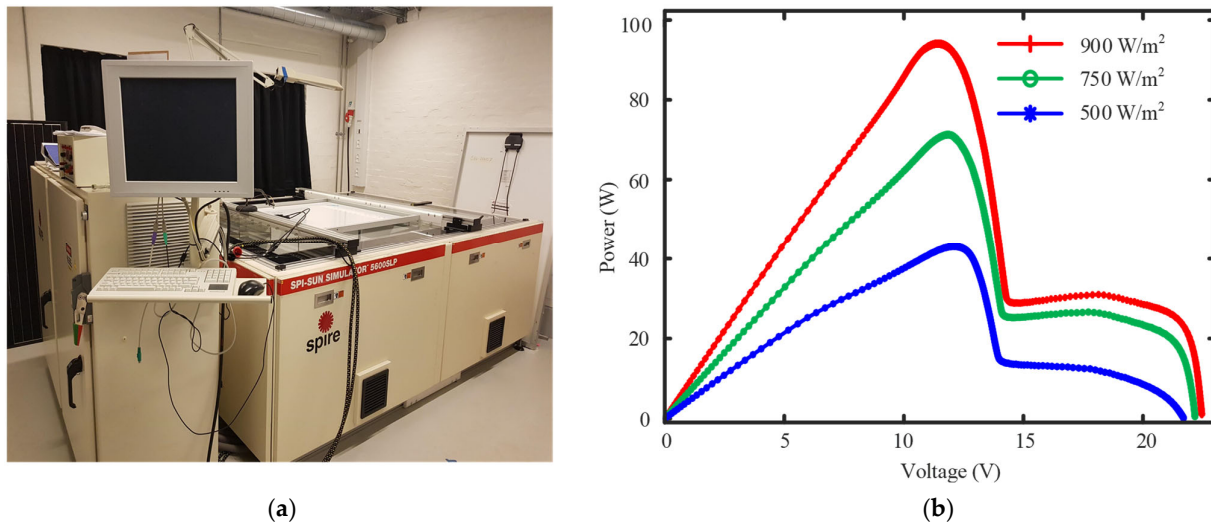 SPI-SUN SIMULATOR 5600SLP
spire
(a)
100
80
60
40
20
0
Power (W)
900 W/m²
750 W/m²
500 W/m²
0 5 10 15 20
Voltage (V)
(b)